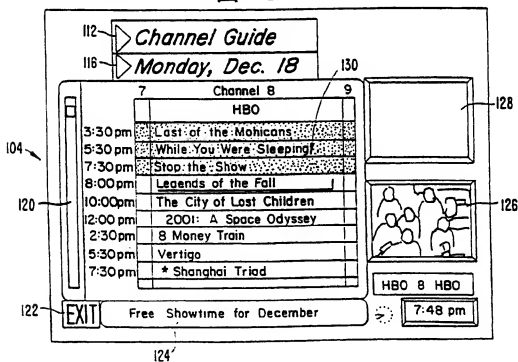 112 Channel Guide
116 Monday, Dec. 18
130
7 Channel 8 9
HBO
128
3:30pm Last of the Mohicans
5:30pm While You Were Sleeping
7:30pm Stop the Show
104
8:00pm Legends of the Fall
120
10:00pm The City of Lost Children
126
12:00 pm 2001: A Space Odyssey
2:30pm 8 Money Train
5:30pm Vertigo
7:30pm * Shanghai Triad
HBO 8 HBO
122 EXIT Free Showtime for December 7:48 pm
124